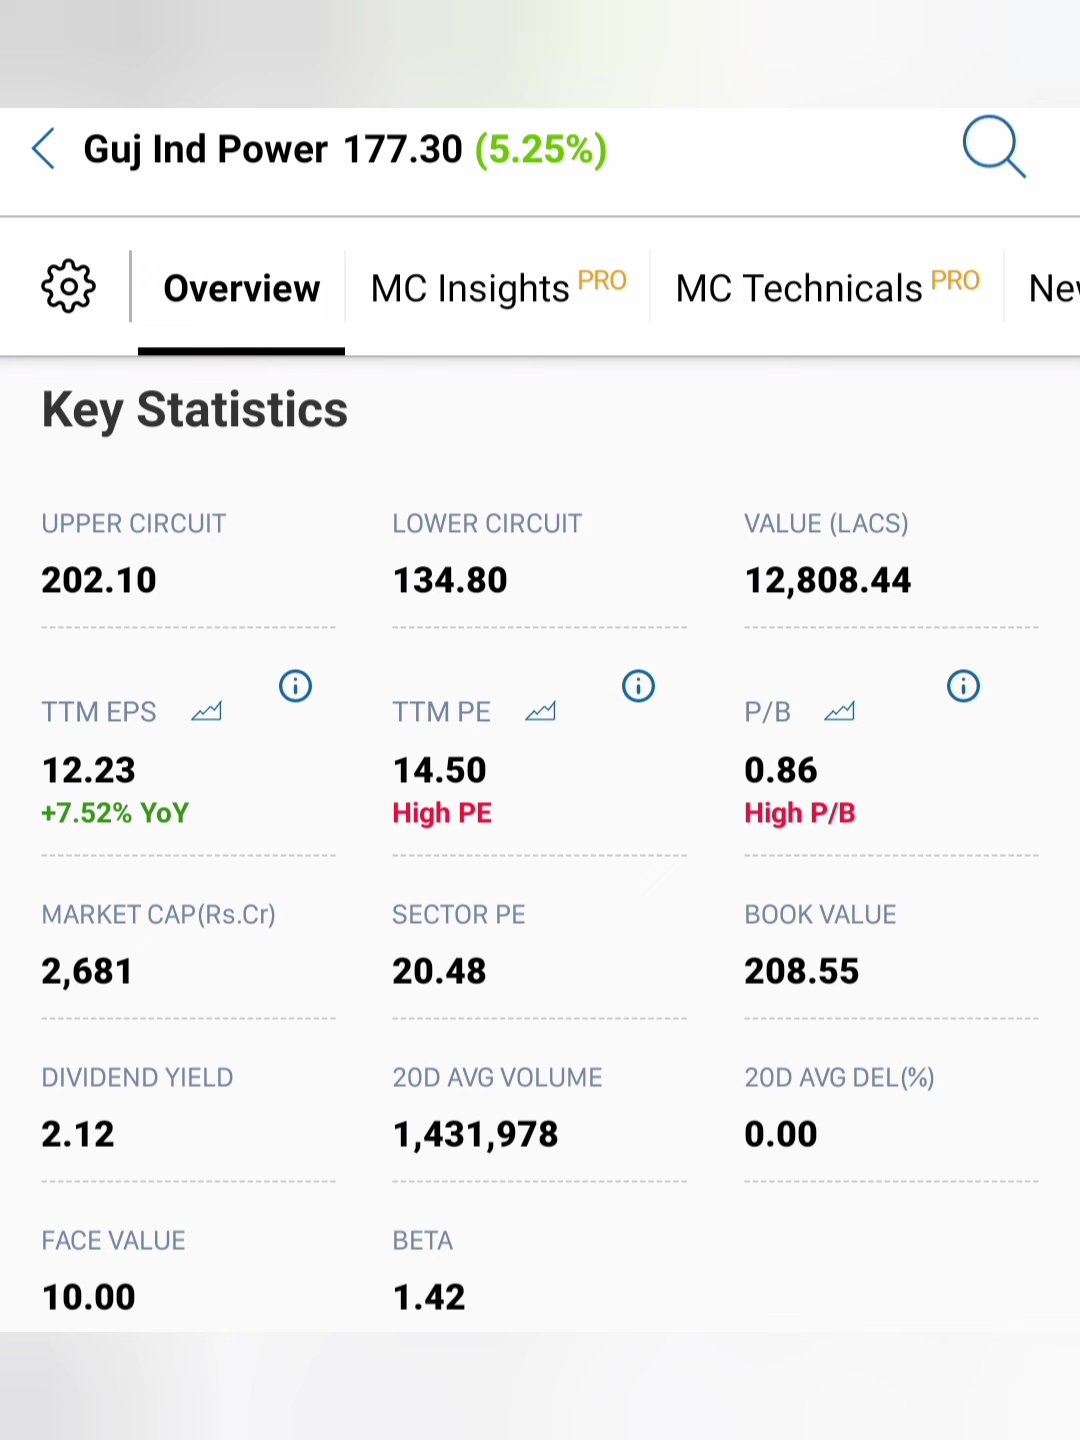 Guj Ind Power 177.30 (5.25%)
Overview MC Insights PRO MC Technicals PRO
Key Statistics
UPPER CIRCUIT LOWER CIRCUIT VALUE (LACS)
202.10 134.80 12,808.44
TTM EPS TTM PE P/B
12.23 14.50 0.86
+7.52% YoY High PE High P/B
MARKET CAP(Rs.Cr) SECTOR PE BOOK VALUE
2,681 20.48 208.55
DIVIDEND YIELD 20D AVG VOLUME 20D AVG DEL(%)
2.12 1,431,978 0.00
FACE VALUE BETA
10.00 1.42